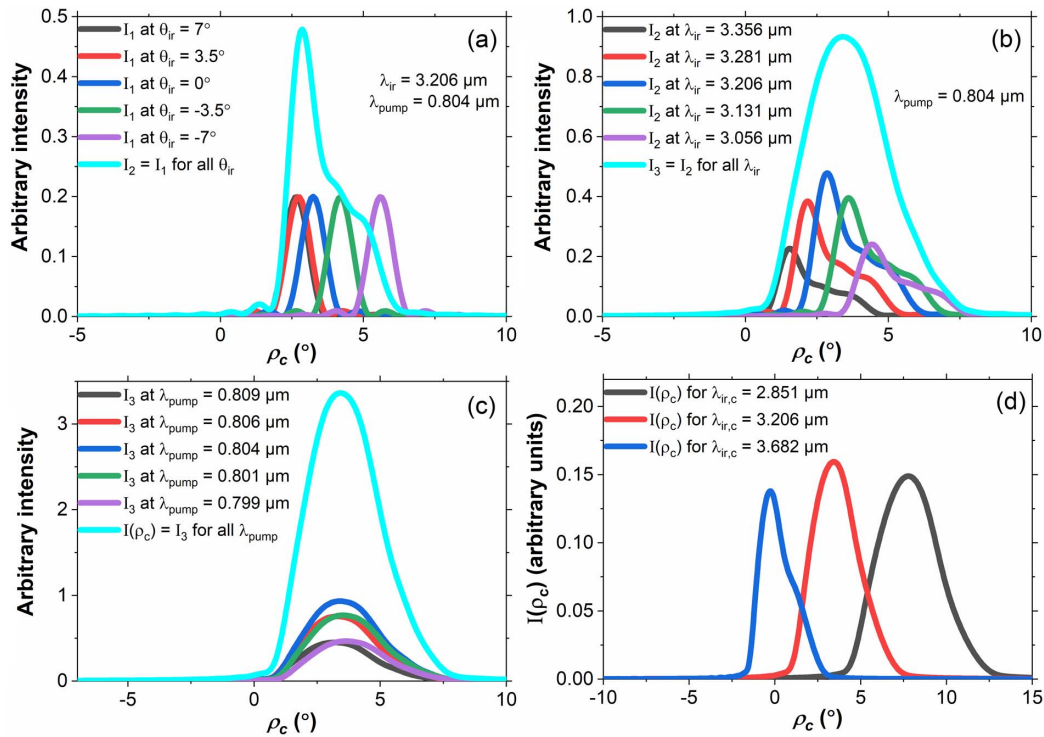 (a)
I₁ at θir = 7°
I₁ at θir = 3.5°
I₁ at θir = 0°
I₁ at θir = -3.5°
I₁ at θir = -7°
I₂ = I₁ for all θir
λir = 3.206 µm
λpump = 0.804 µm
Arbitrary intensity
0.5
0.4
0.3
0.2
0.1
0.0
-5 0 5 10
ρc (°)
(b)
I₂ at λir = 3.356 µm
I₂ at λir = 3.281 µm
I₂ at λir = 3.206 µm
I₂ at λir = 3.131 µm
I₂ at λir = 3.056 µm
I₃ = I₂ for all λir
λpump = 0.804 µm
Arbitrary intensity
1.0
0.8
0.6
0.4
0.2
0.0
-5 0 5 10
ρc (°)
(c)
I₃ at λpump = 0.809 µm
I₃ at λpump = 0.806 µm
I₃ at λpump = 0.804 µm
I₃ at λpump = 0.801 µm
I₃ at λpump = 0.799 µm
I(ρc) = I₃ for all λpump
Arbitrary intensity
3
2
1
0
-5 0 5 10
ρc (°)
(d)
I(ρc) for λir,c = 2.851 µm
I(ρc) for λir,c = 3.206 µm
I(ρc) for λir,c = 3.682 µm
I(ρc) (arbitrary units)
0.20
0.15
0.10
0.05
0.00
-10 -5 0 5 10 15
ρc (°)